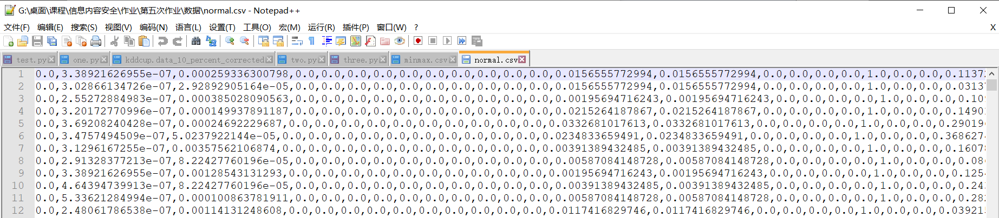 G:\桌面\课程\信息内容安全\作业\第五次作业\数据\normal.csv - Notepad++
文件(F) 编辑(E) 搜索(S) 视图(V) 编码(N) 语言(L) 设置(T) 工具(O) 宏(M) 运行(R) 插件(P) 窗口(W) ? X
test.py one.py kddcup.data_10_percent_corrected two.py three.py minmax.csv normal.csv
1 0.0,3.38921626955e-07,0.000259336300798,0.0,0.0,0.0,0.0,0.0,0.0,0.0,0.0,0.0,0.0,0.0156555772994,0.0156555772994,0.0,0.0,0.0,0.0,1.0,0.0,0.0,0.1137
2 0.0,3.02866134726e-07,2.92892905164e-05,0.0,0.0,0.0,0.0,0.0,0.0,0.0,0.0,0.0,0.0,0.0156555772994,0.0156555772994,0.0,0.0,0.0,0.0,1.0,0.0,0.0,0.0313
3 0.0,2.55272884983e-07,0.000385028090563,0.0,0.0,0.0,0.0,0.0,0.0,0.0,0.0,0.0,0.0,0.00195694716243,0.00195694716243,0.0,0.0,0.0,0.0,1.0,0.0,0.0,0.10
4 0.0,3.20172770996e-07,0.000149937891187,0.0,0.0,0.0,0.0,0.0,0.0,0.0,0.0,0.0,0.0,0.0215264187867,0.0215264187867,0.0,0.0,0.0,0.0,1.0,0.0,0.0,0.1490
5 0.0,3.69208240428e-07,0.00024692229687,0.0,0.0,0.0,0.0,0.0,0.0,0.0,0.0,0.0,0.0,0.0332681017613,0.0332681017613,0.0,0.0,0.0,0.0,1.0,0.0,0.0,0.29019
6 0.0,3.4757494509e-07,5.0237922144e-05,0.0,0.0,0.0,0.0,0.0,0.0,0.0,0.0,0.0,0.0,0.0234833659491,0.0234833659491,0.0,0.0,0.0,0.0,1.0,0.0,0.0,0.368627
7 0.0,3.1296167255e-07,0.00357562106874,0.0,0.0,0.0,0.0,0.0,0.0,0.0,0.0,0.0,0.0,0.00391389432485,0.00391389432485,0.0,0.0,0.0,0.0,1.0,0.0,0.0,0.1607
8 0.0,2.91328377213e-07,8.22427760196e-05,0.0,0.0,0.0,0.0,0.0,0.0,0.0,0.0,0.0,0.0,0.00587084148728,0.00587084148728,0.0,0.0,0.0,0.0,1.0,0.0,0.0,0.08
9 0.0,3.38921626955e-07,0.00128543131293,0.0,0.0,0.0,0.0,0.0,0.0,0.0,0.0,0.0,0.0,0.00195694716243,0.00195694716243,0.0,0.0,0.0,0.0,1.0,0.0,0.0,0.125
10 0.0,4.64394739913e-07,8.22427760196e-05,0.0,0.0,0.0,0.0,0.0,0.0,0.0,0.0,0.0,0.0,0.00391389432485,0.00391389432485,0.0,0.0,0.0,0.0,1.0,0.0,0.0,0.24
11 0.0,5.33621284994e-07,0.000100863781911,0.0,0.0,0.0,0.0,0.0,0.0,0.0,0.0,0.0,0.0,0.00587084148728,0.00587084148728,0.0,0.0,0.0,0.0,1.0,0.0,0.0,0.28
12 0.0,2.48061786538e-07,0.00114131248608,0.0,0.0,0.0,0.0,0.0,0.0,0.0,0.0,0.0,0.0,0.0117416829746,0.0117416829746,0.0,0.0,0.0,0.0,1.0,0.0,0.0,0.0392